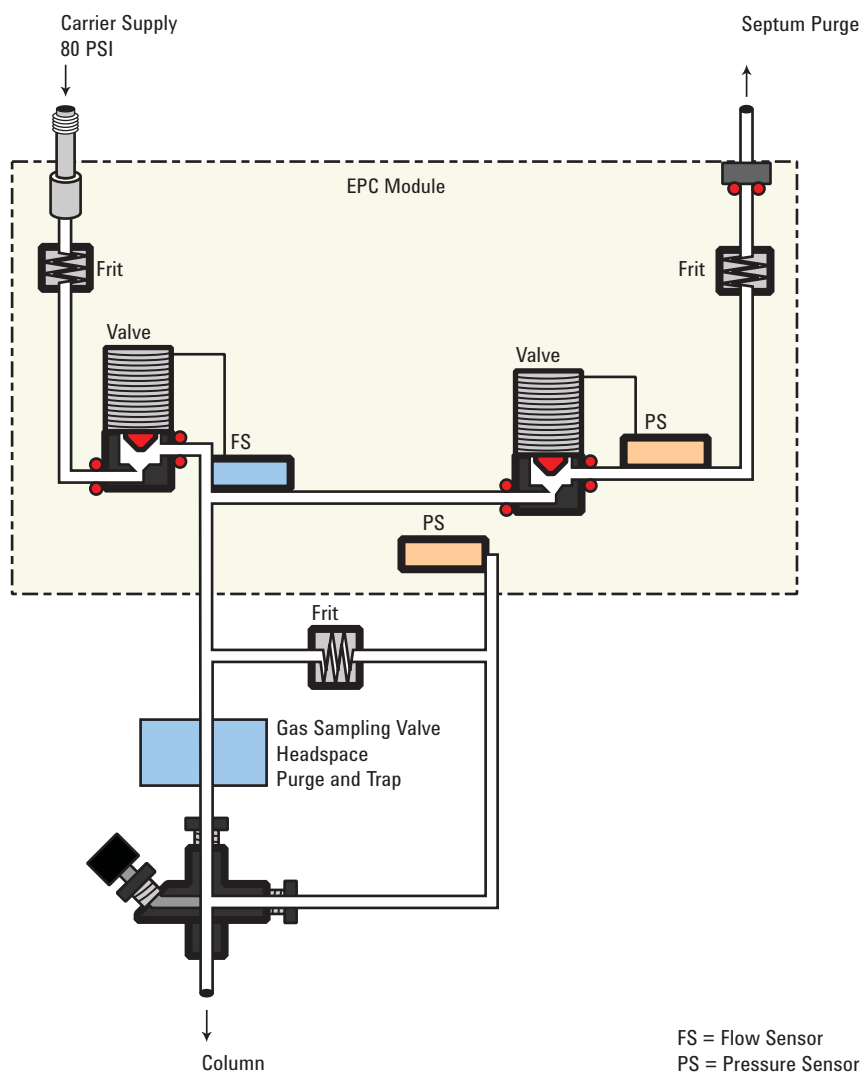 Carrier Supply
80 PSI
Septum Purge
EPC Module
Frit
Frit
Valve
Valve
FS
PS
PS
Frit
Gas Sampling Valve
Headspace
Purge and Trap
Column
FS = Flow Sensor
PS = Pressure Sensor